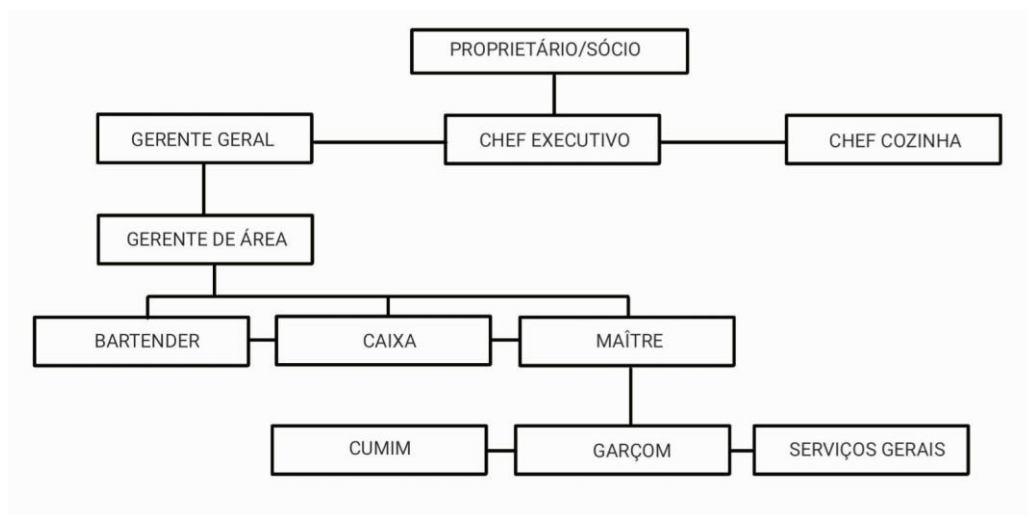 PROPRIETÁRIO/SÓCIO
GERENTE GERAL
CHEF EXECUTIVO
CHEF COZINHA
GERENTE DE ÁREA
BARTENDER
CAIXA
MAÎTRE
CUMIM
GARÇOM
SERVIÇOS GERAIS